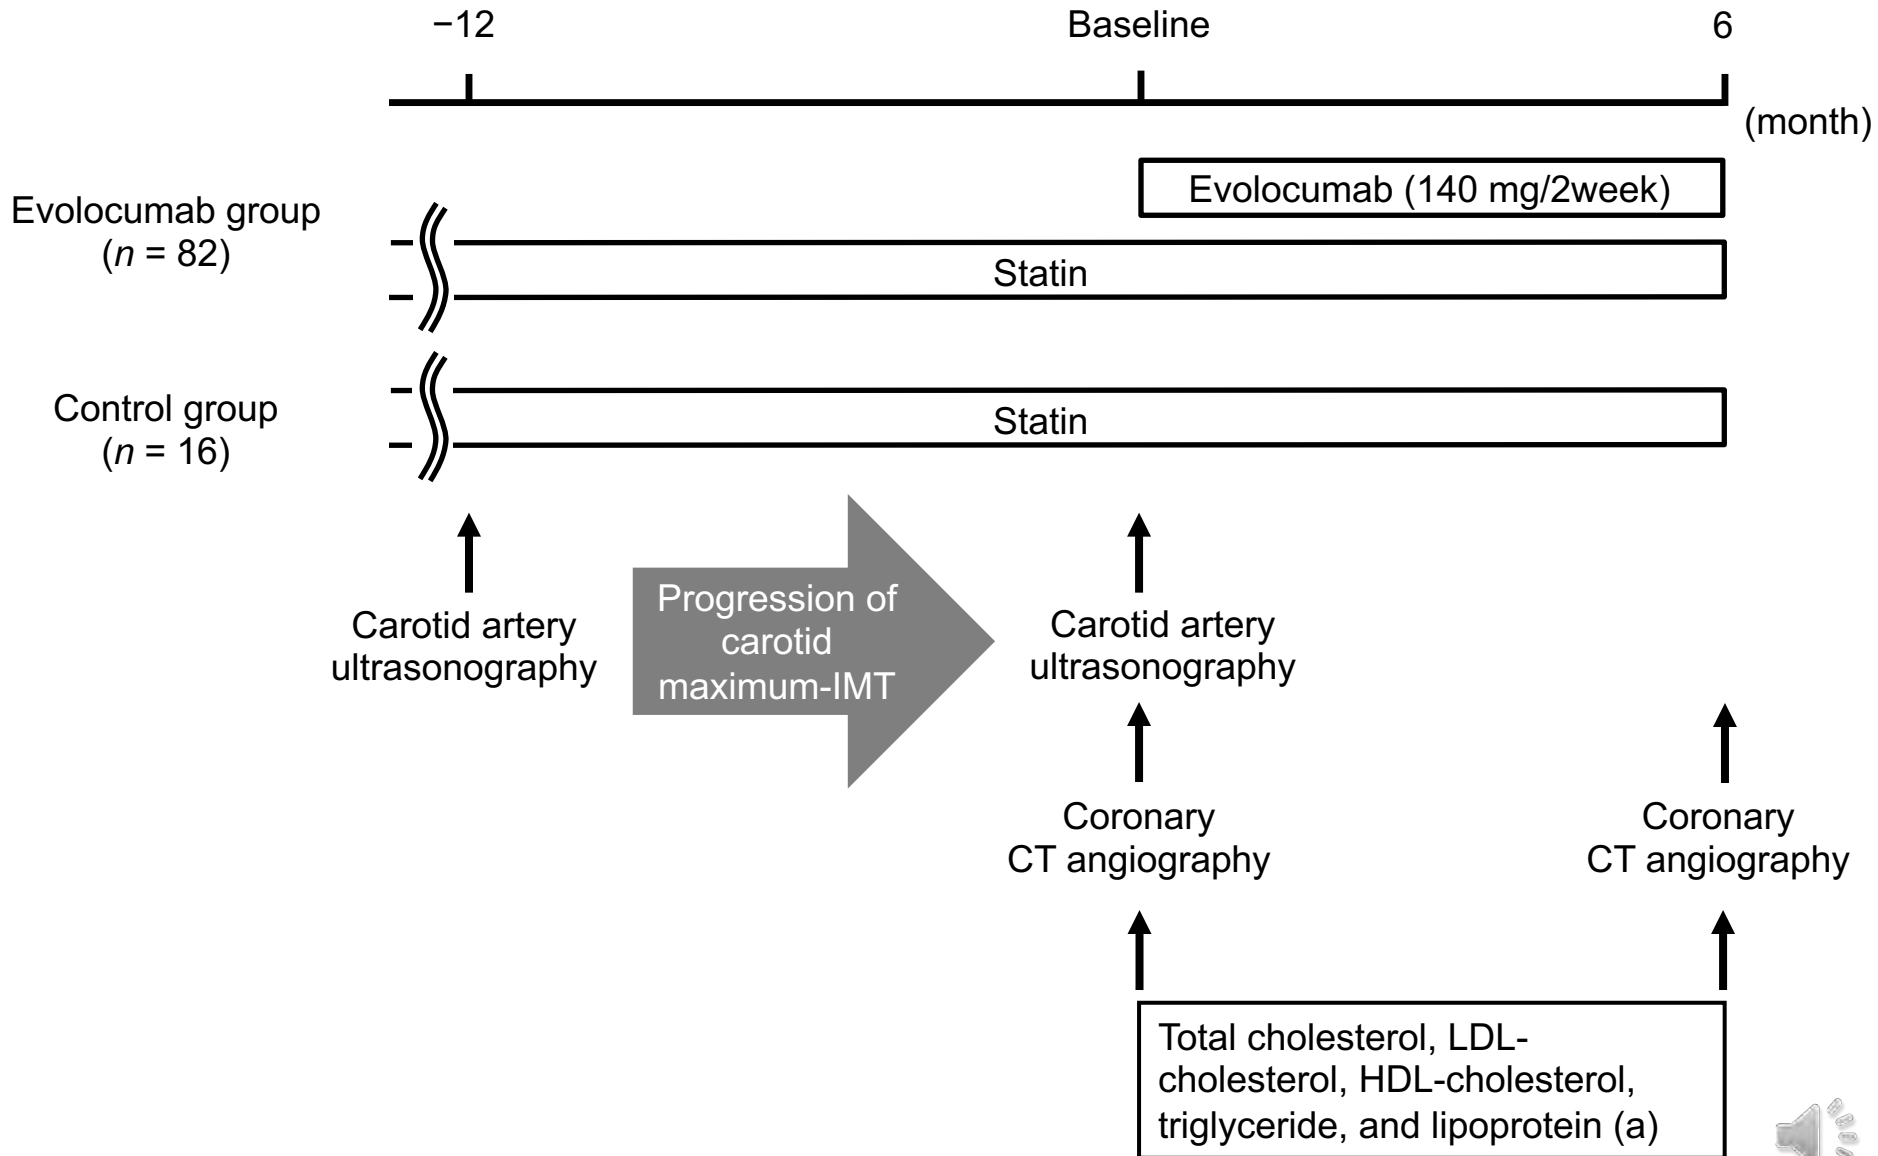 −12
Baseline
6
(month)
Evolocumab (140 mg/2week)
Evolocumab group
(n = 82)
Statin
Control group
(n = 16)
Statin
Carotid artery
ultrasonography
Progression of
carotid
maximum-IMT
Carotid artery
ultrasonography
Coronary
CT angiography
Coronary
CT angiography
Total cholesterol, LDL-
cholesterol, HDL-cholesterol,
triglyceride, and lipoprotein (a)